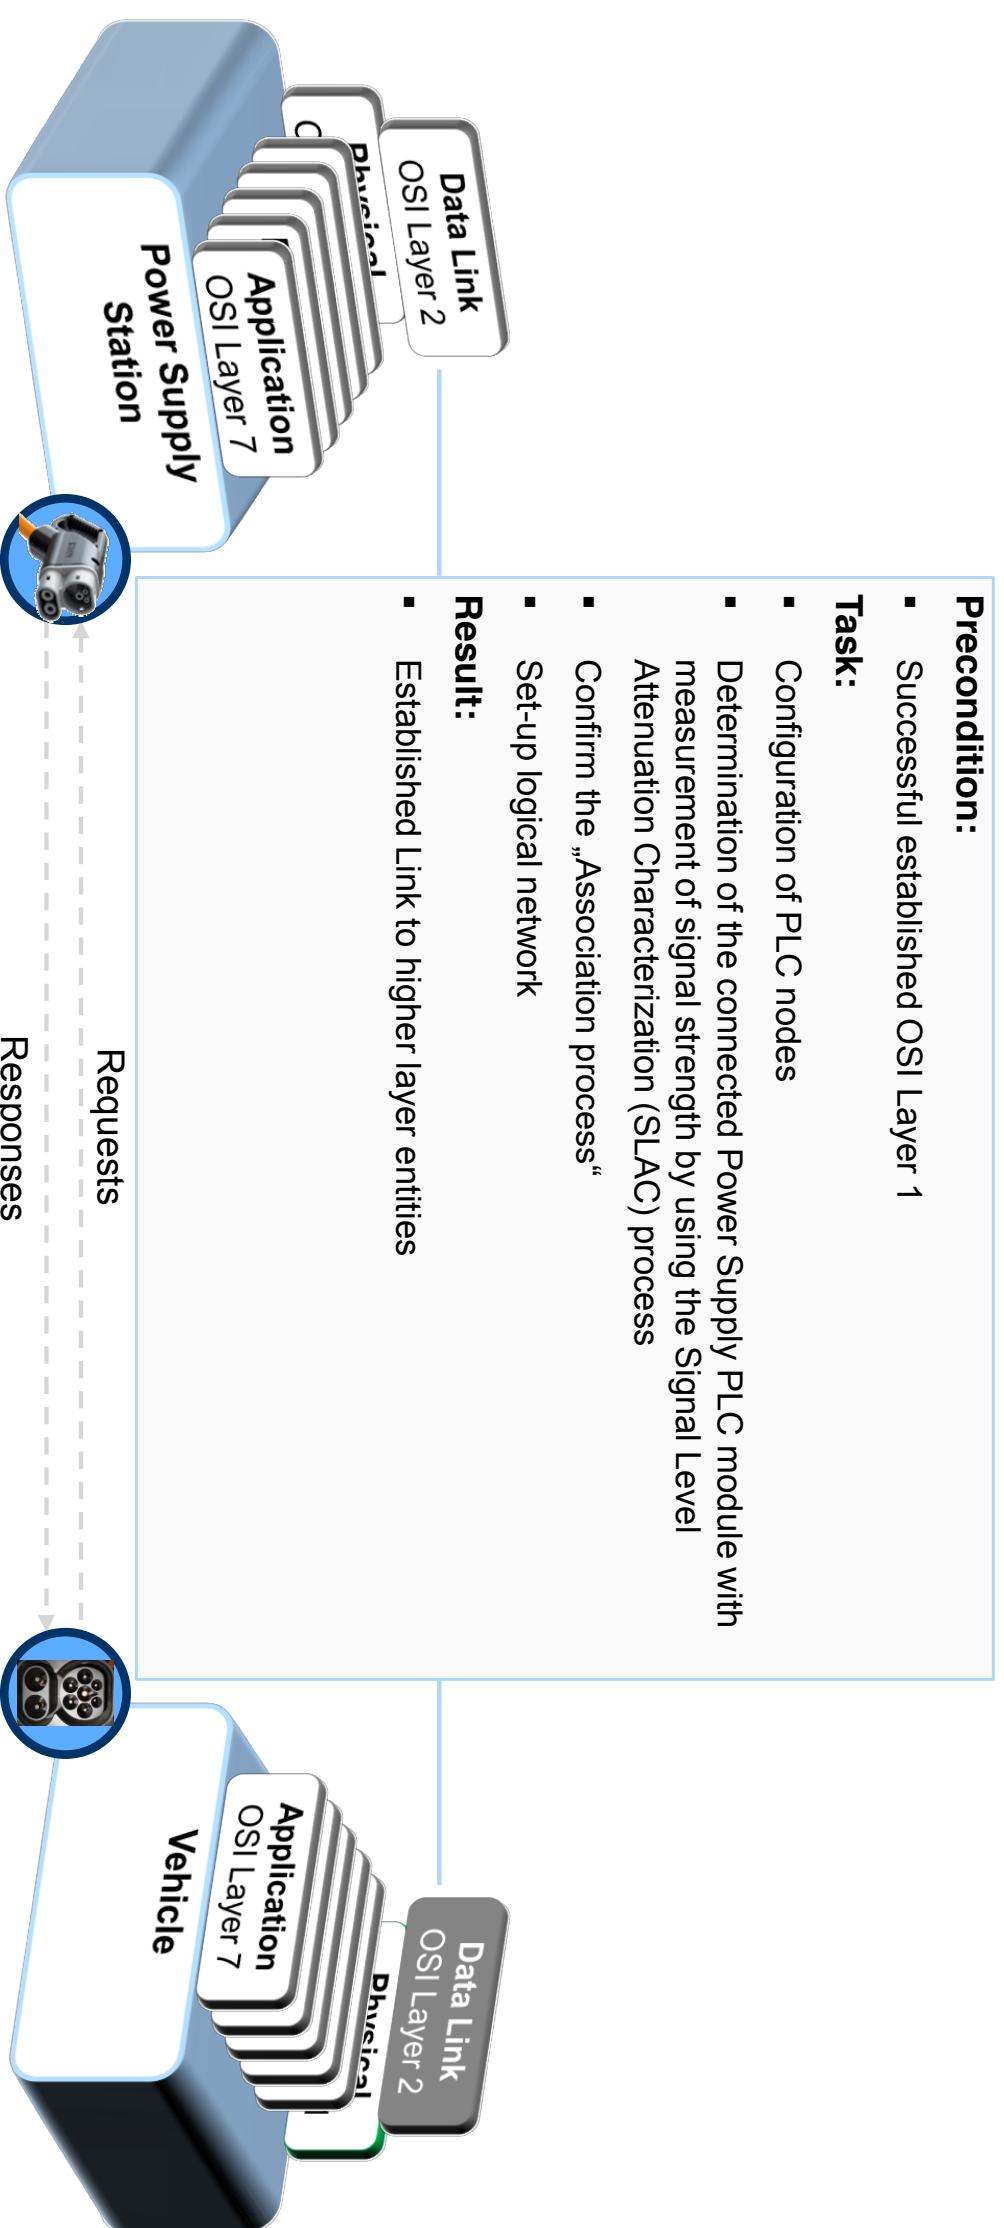 Precondition:
▪ Successful established OSI Layer 1
Task:
▪ Configuration of PLC nodes
▪ Determination of the connected Power Supply PLC module with
measurement of signal strength by using the Signal Level
Attenuation Characterization (SLAC) process
▪ Confirm the „Association process“
▪ Set-up logical network
Result:
▪ Established Link to higher layer entities
Data Link
OSI Layer 2
Physical
Application
OSI Layer 7
Power Supply
Station
Data Link
OSI Layer 2
Physical
Application
OSI Layer 7
Vehicle
Requests
Responses